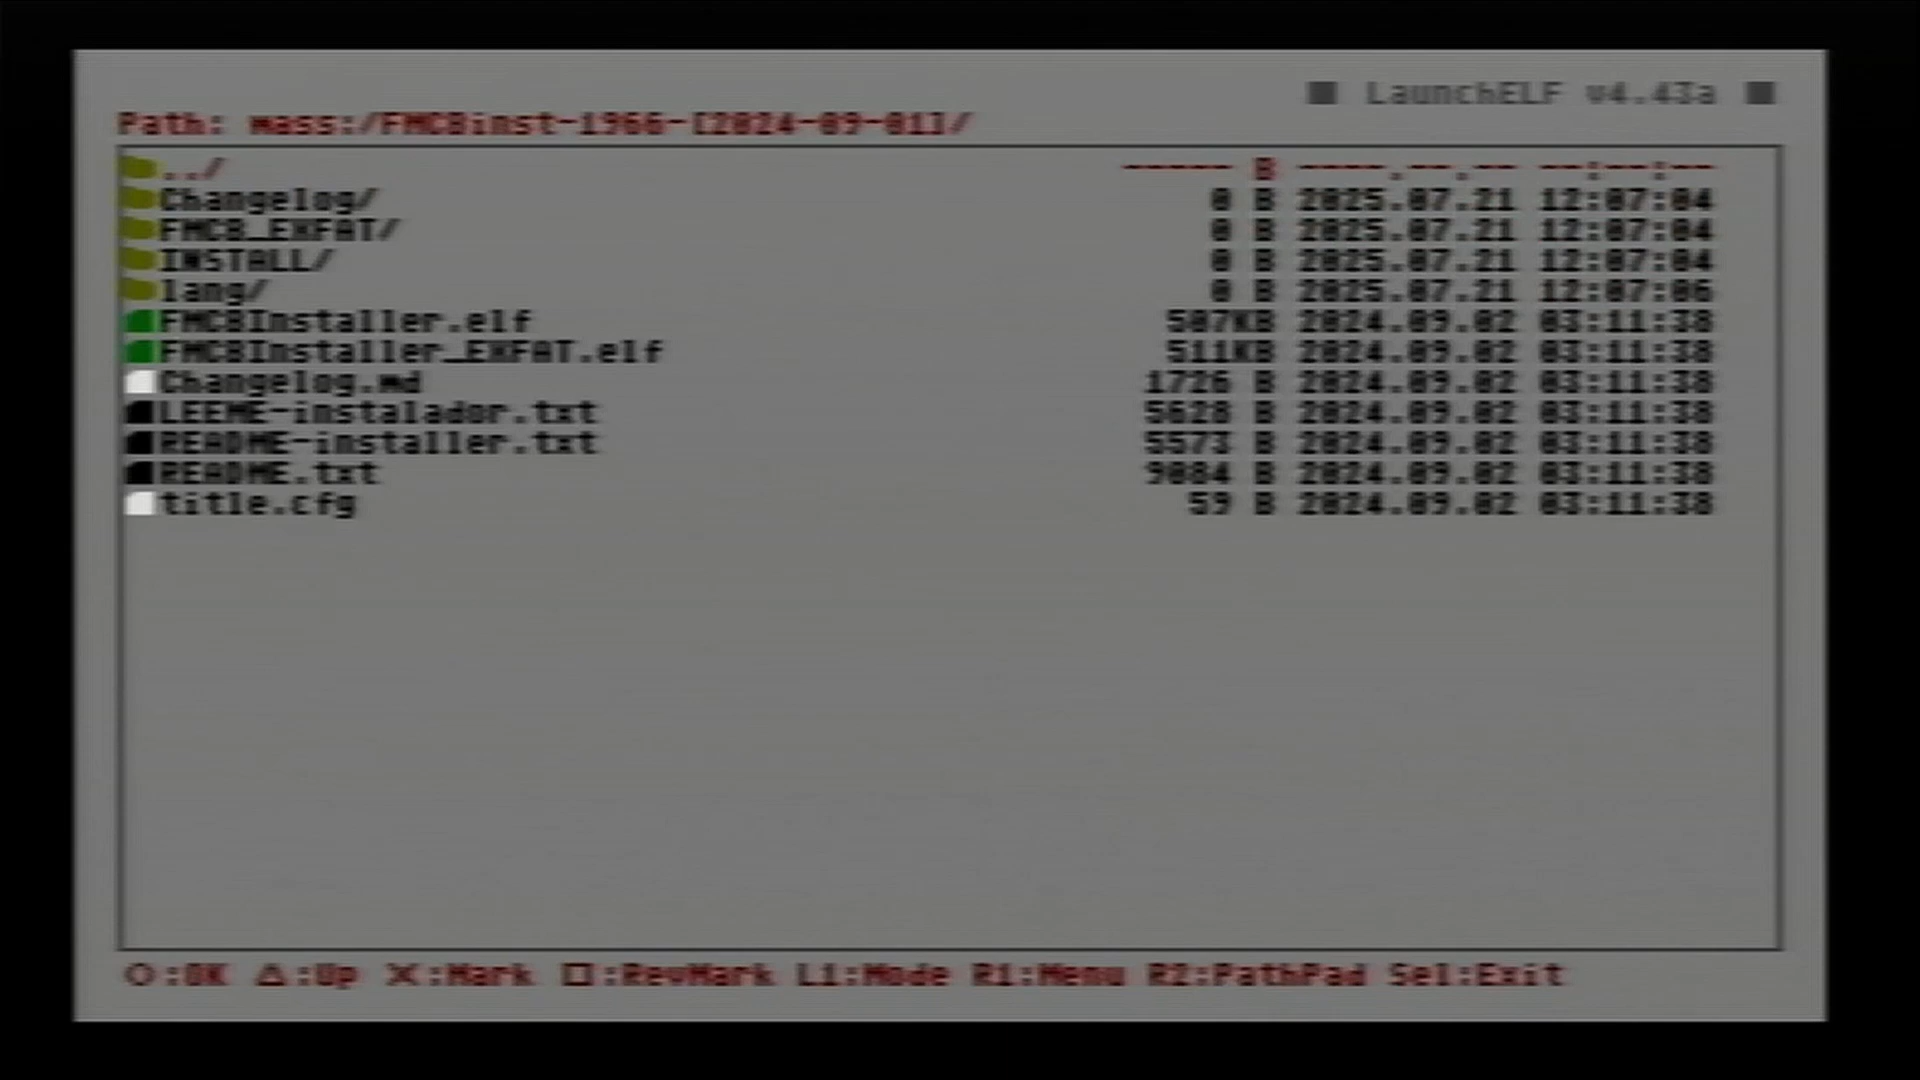 LaunchELF v4.43a
Path: mass:/FMCBinst-1966-[2024-09-01]/
../ ----- B ----.--.-- --:--:--
Changelog/ 0 B 2025.07.21 12:07:04
FMCB_EXFAT/ 0 B 2025.07.21 12:07:04
INSTALL/ 0 B 2025.07.21 12:07:04
lang/ 0 B 2025.07.21 12:07:06
FMCBInstaller.elf 507KB 2024.09.02 03:11:38
FMCBInstaller_EXFAT.elf 511KB 2024.09.02 03:11:38
Changelog.md 1726 B 2024.09.02 03:11:38
LEEME-instalador.txt 5628 B 2024.09.02 03:11:38
README-installer.txt 5573 B 2024.09.02 03:11:38
README.txt 9084 B 2024.09.02 03:11:38
title.cfg 59 B 2024.09.02 03:11:38
○:OK △:Up ×:Mark □:RevMark L1:Mode R1:Menu R2:PathPad Sel:Exit